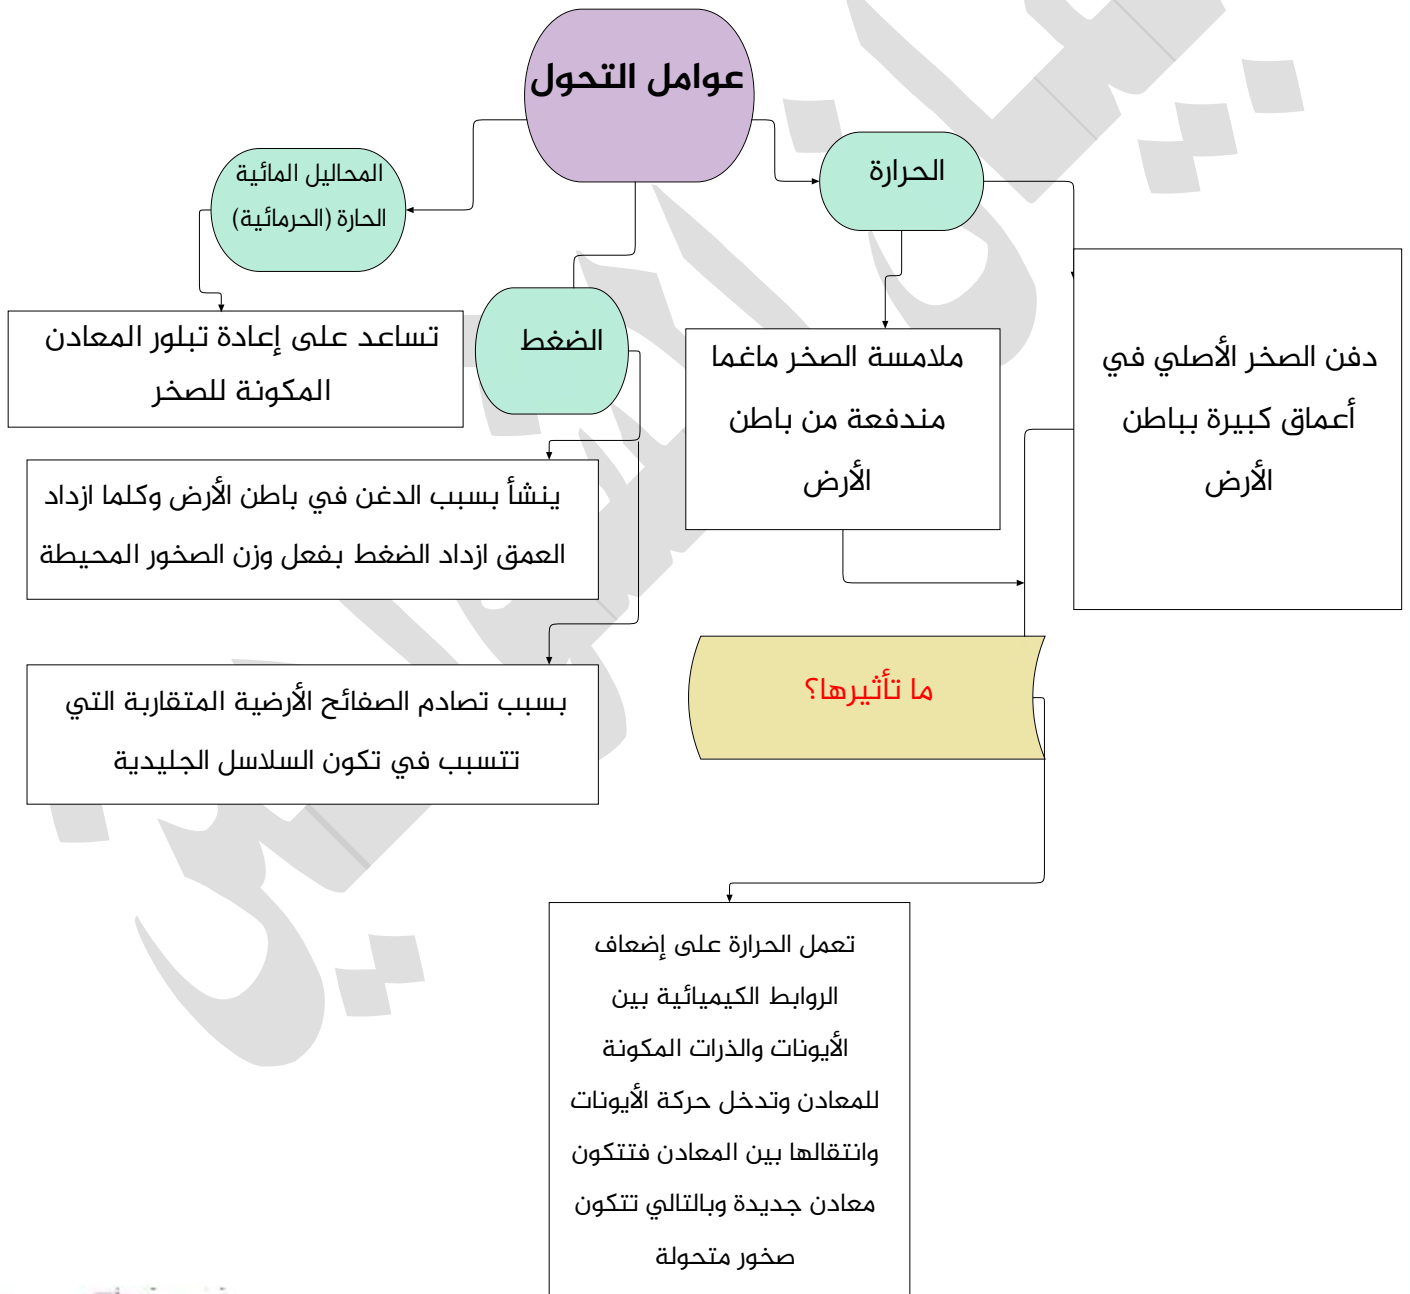 عوامل التحول
الحرارة
المحاليل المائية
الحارة (الحرمائية)
الضغط
دفن الصخر الأصلي في
أعماق كبيرة بباطن
الأرض
ملامسة الصخر ماغما
مندفعة من باطن
الأرض
تساعد على إعادة تبلور المعادن
المكونة للصخر
ينشأ بسبب الدغن في باطن الأرض وكلما ازداد
العمق ازداد الضغط بفعل وزن الصخور المحيطة
بسبب تصادم الصفائح الأرضية المتقاربة التي
تتسبب في تكون السلاسل الجليدية
ما تأثيرها؟
تعمل الحرارة على إضعاف
الروابط الكيميائية بين
الأيونات والذرات المكونة
للمعادن وتدخل حركة الأيونات
وانتقالها بين المعادن فتتكون
معادن جديدة وبالتالي تتكون
صخور متحولة